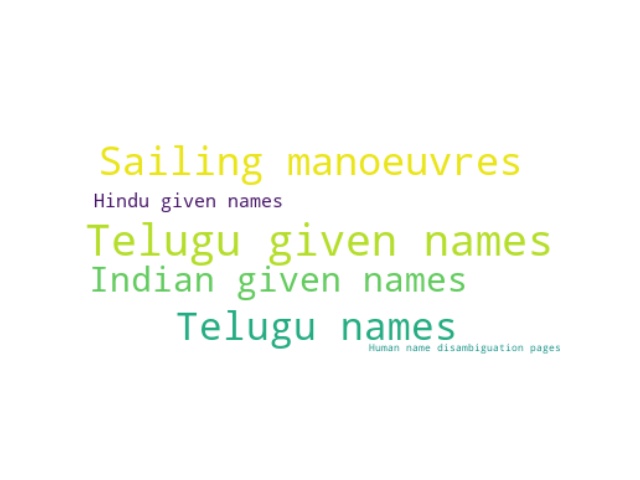 Sailing manoeuvres
Hindu given names
Telugu given names
Indian given names
Telugu names
Human name disambiguation pages